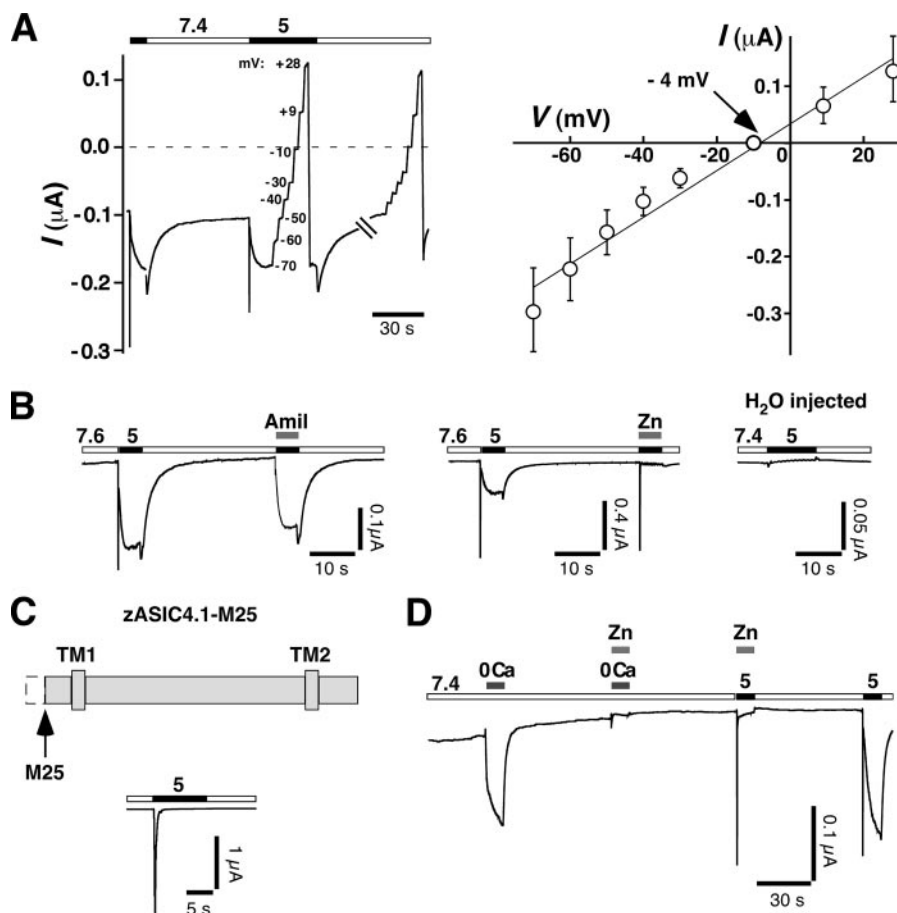 A
7.4 5
mV: +28
+9
-10
-30
-40
-50
-60
-70
0.1
0.0
-0.1
-0.2
-0.3
I (µA)
30 s
I (µA)
0.1
- 4 mV
V (mV)
-60 -40 -20 0 20
-0.1
-0.2
-0.3
B
Amil
7.6 5
0.1µA
10 s
Zn
7.6 5
0.4 µA
10 s
H2O injected
7.4 5
0.05 µA
10 s
C
zASIC4.1-M25
TM1 TM2
M25
5
1 µA
5 s
D
Zn Zn
0Ca 0Ca
7.4 5 5
0.1 µA
30 s